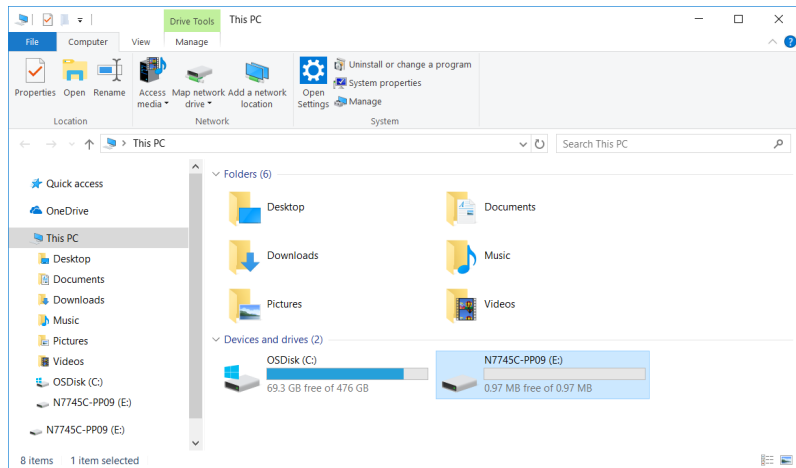 Drive Tools This PC
File Computer View Manage
Properties Open Rename
Access media
Map network drive
Add a network location
Open Settings
Uninstall or change a program
System properties
Manage
Location Network System
This PC
Search This PC
Quick access
OneDrive
This PC
Desktop
Documents
Downloads
Music
Pictures
Videos
OSDisk (C:)
N7745C-PP09 (E:)
N7745C-PP09 (E:)
Folders (6)
Desktop
Documents
Downloads
Music
Pictures
Videos
Devices and drives (2)
OSDisk (C:)
69.3 GB free of 476 GB
N7745C-PP09 (E:)
0.97 MB free of 0.97 MB
8 items 1 item selected